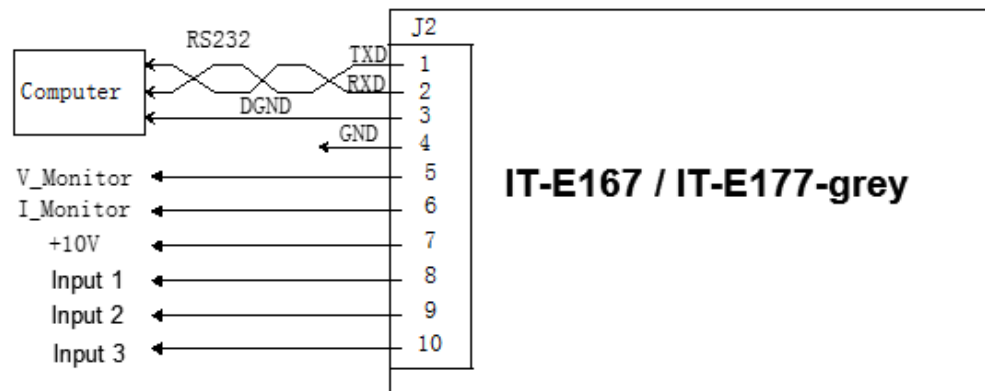 J2
RS232
TXD
1
Computer
RXD
2
DGND
3
GND
4
V_Monitor
5
IT-E167 / IT-E177-grey
I_Monitor
6
+10V
7
Input 1
8
Input 2
9
Input 3
10